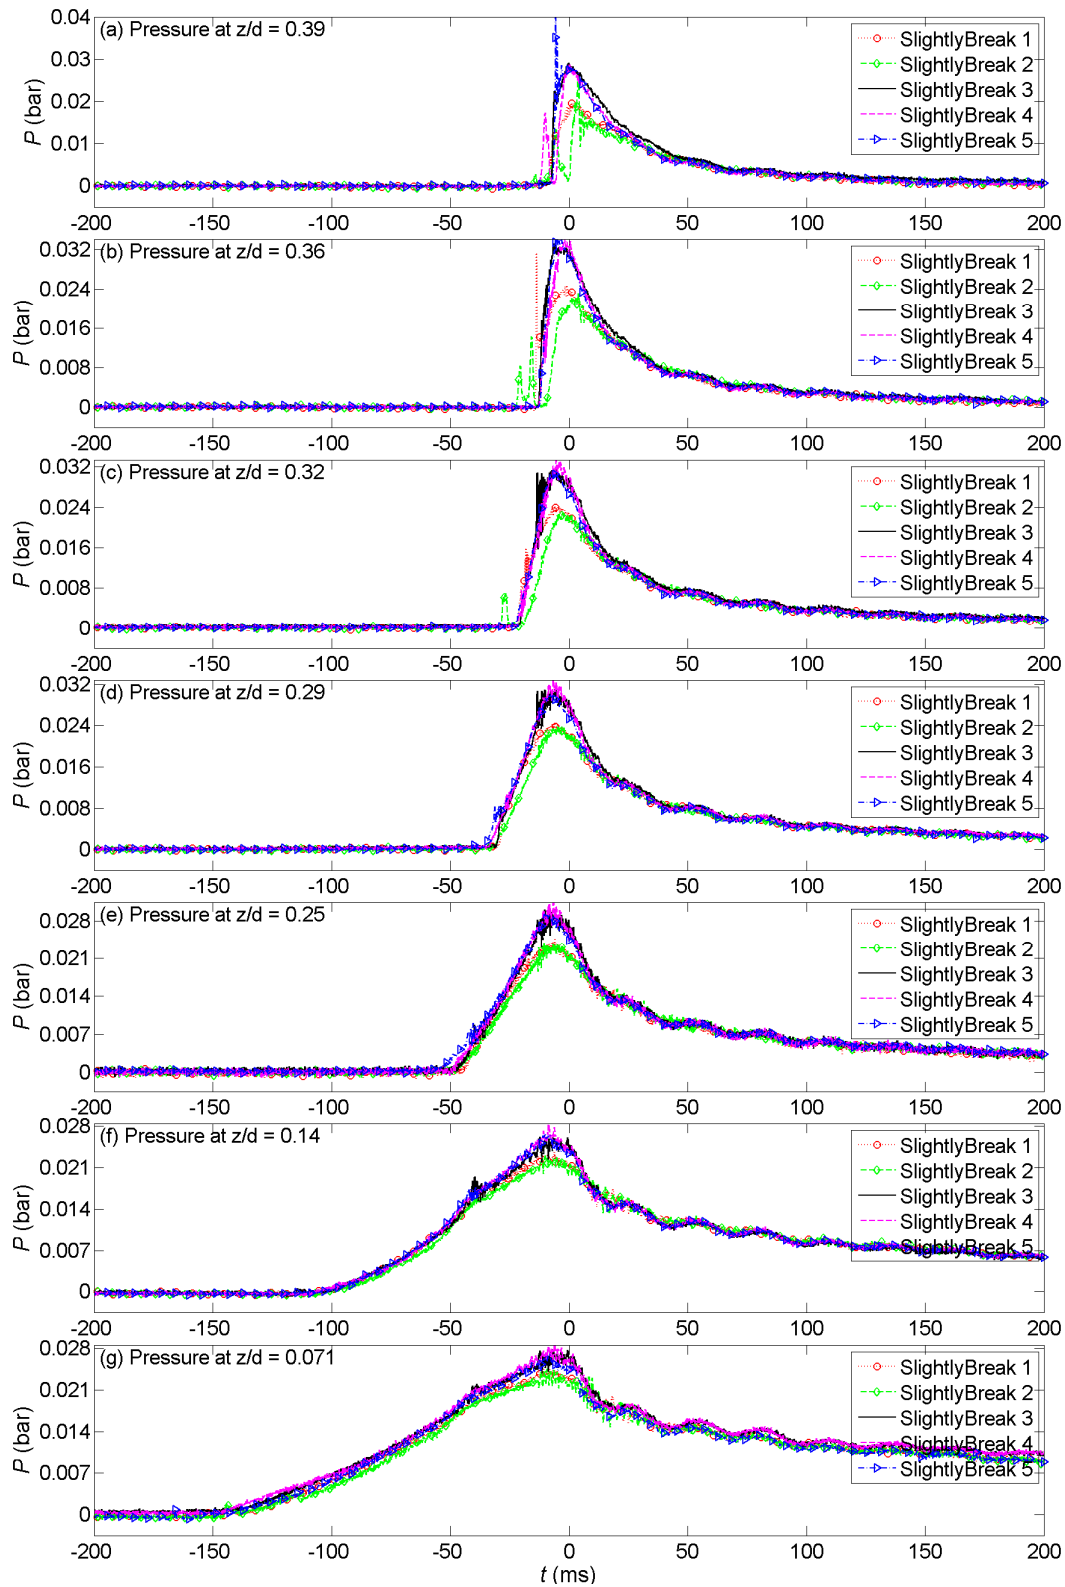 (a) Pressure at z/d = 0.39
P (bar)
0.04
0.03
0.02
0.01
0
-200 -150 -100 -50 0 50 100 150 200
SlightlyBreak 1
SlightlyBreak 2
SlightlyBreak 3
SlightlyBreak 4
SlightlyBreak 5
(b) Pressure at z/d = 0.36
P (bar)
0.032
0.024
0.016
0.008
0
-200 -150 -100 -50 0 50 100 150 200
SlightlyBreak 1
SlightlyBreak 2
SlightlyBreak 3
SlightlyBreak 4
SlightlyBreak 5
(c) Pressure at z/d = 0.32
P (bar)
0.032
0.024
0.016
0.008
0
-200 -150 -100 -50 0 50 100 150 200
SlightlyBreak 1
SlightlyBreak 2
SlightlyBreak 3
SlightlyBreak 4
SlightlyBreak 5
(d) Pressure at z/d = 0.29
P (bar)
0.032
0.024
0.016
0.008
0
-200 -150 -100 -50 0 50 100 150 200
SlightlyBreak 1
SlightlyBreak 2
SlightlyBreak 3
SlightlyBreak 4
SlightlyBreak 5
(e) Pressure at z/d = 0.25
P (bar)
0.028
0.021
0.014
0.007
0
-200 -150 -100 -50 0 50 100 150 200
SlightlyBreak 1
SlightlyBreak 2
SlightlyBreak 3
SlightlyBreak 4
SlightlyBreak 5
(f) Pressure at z/d = 0.14
P (bar)
0.028
0.021
0.014
0.007
0
-200 -150 -100 -50 0 50 100 150 200
SlightlyBreak 1
SlightlyBreak 2
SlightlyBreak 3
SlightlyBreak 4
SlightlyBreak 5
(g) Pressure at z/d = 0.071
P (bar)
0.028
0.021
0.014
0.007
0
-200 -150 -100 -50 0 50 100 150 200
SlightlyBreak 1
SlightlyBreak 2
SlightlyBreak 3
SlightlyBreak 4
SlightlyBreak 5
t (ms)